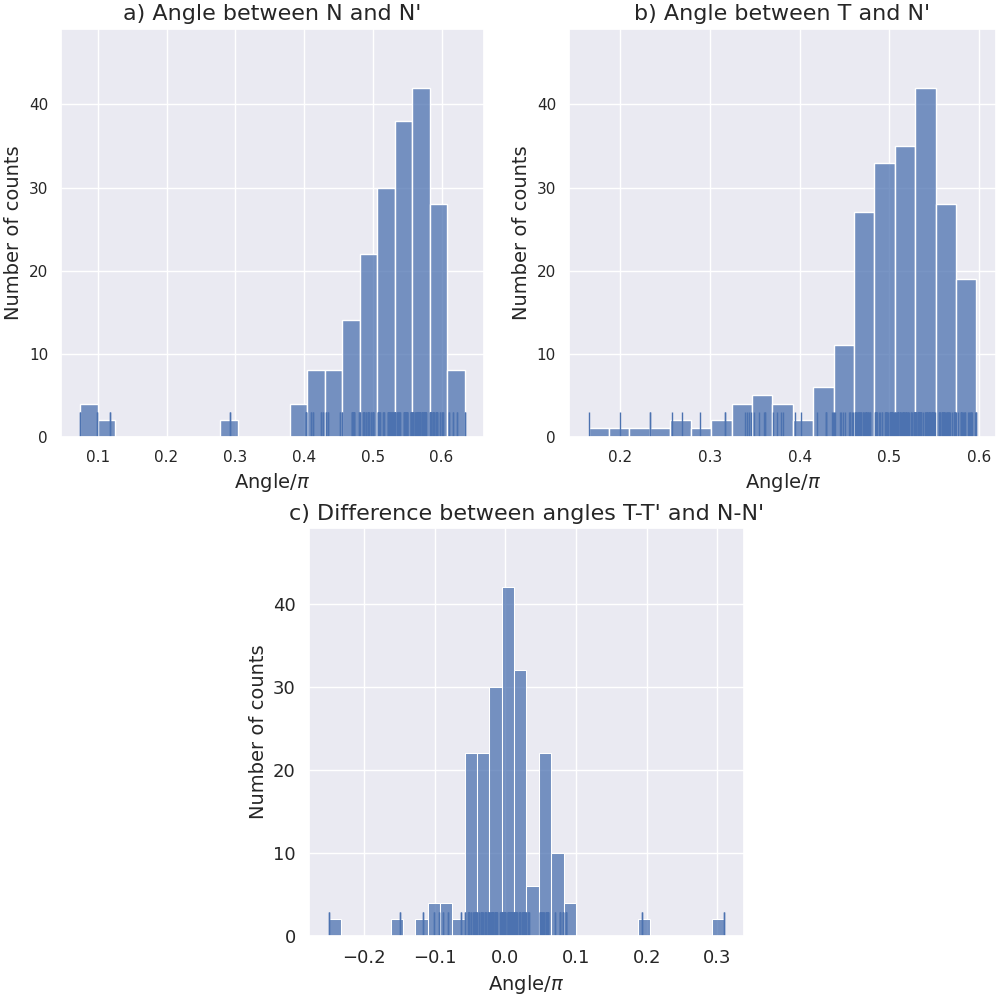 a) Angle between N and N'
Number of counts
40
30
20
10
0
0.1 0.2 0.3 0.4 0.5 0.6
Angle/π
b) Angle between T and N'
Number of counts
40
30
20
10
0
0.2 0.3 0.4 0.5 0.6
Angle/π
c) Difference between angles T-T' and N-N'
Number of counts
40
30
20
10
0
−0.2 −0.1 0.0 0.1 0.2 0.3
Angle/π